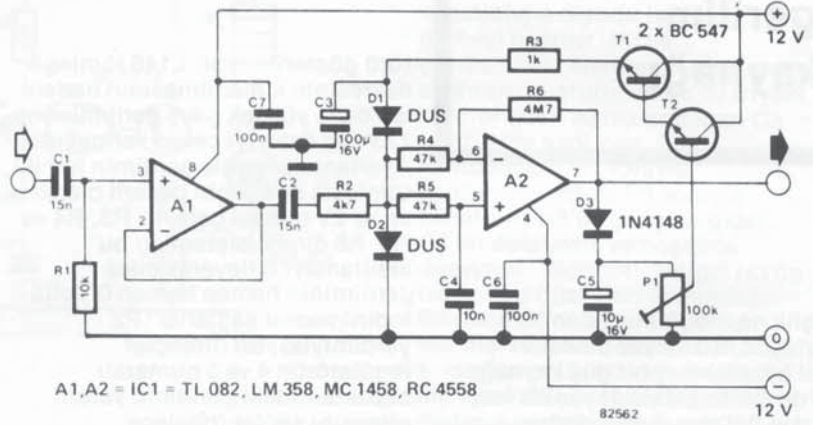 2 x BC 547
T1
T2
12 V
R3
1k
R6
4M7
C7
100n
C3
100µ
16V
D1
DUS
R4
47k
6
7
A2
5
4
C1
15n
3
8
A1
1
2
C2
15n
R2
4k7
R5
47k
D2
DUS
D3
1N4148
R1
10k
C4
10n
C6
100n
C5
10µ
16V
P1
100k
0
12 V
A1,A2 = IC1 = TL 082, LM 358, MC 1458, RC 4558
82562